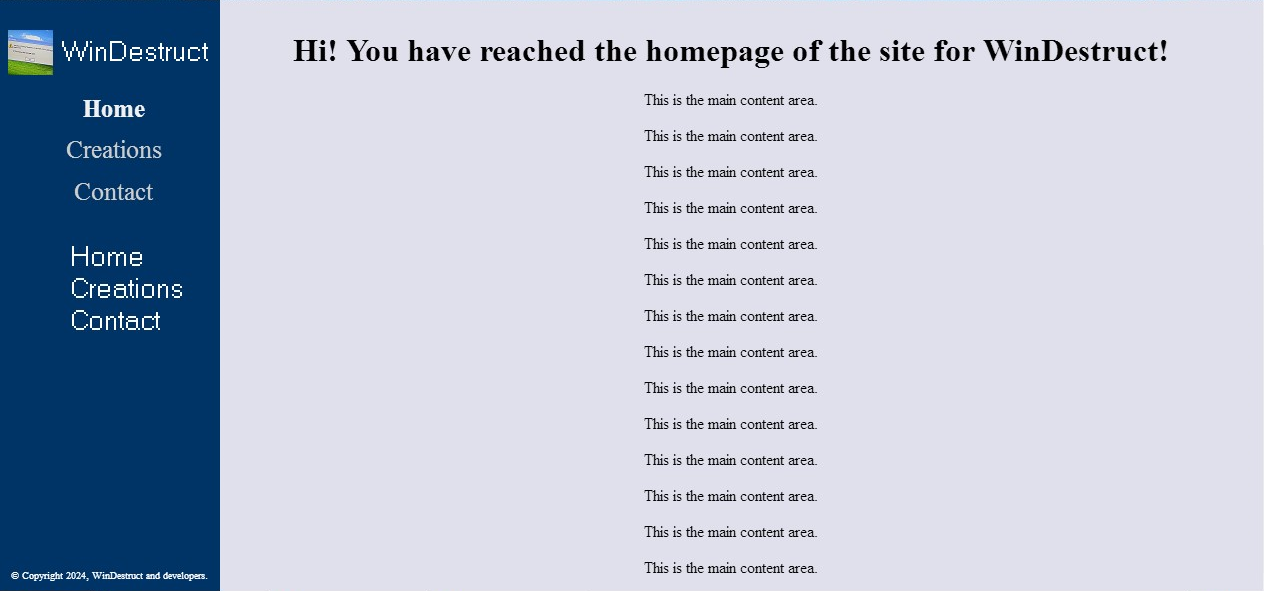 WinDestruct
Home
Creations
Contact
Home
Creations
Contact
© Copyright 2024, WinDestruct and developers.
Hi! You have reached the homepage of the site for WinDestruct!
This is the main content area.
This is the main content area.
This is the main content area.
This is the main content area.
This is the main content area.
This is the main content area.
This is the main content area.
This is the main content area.
This is the main content area.
This is the main content area.
This is the main content area.
This is the main content area.
This is the main content area.
This is the main content area.